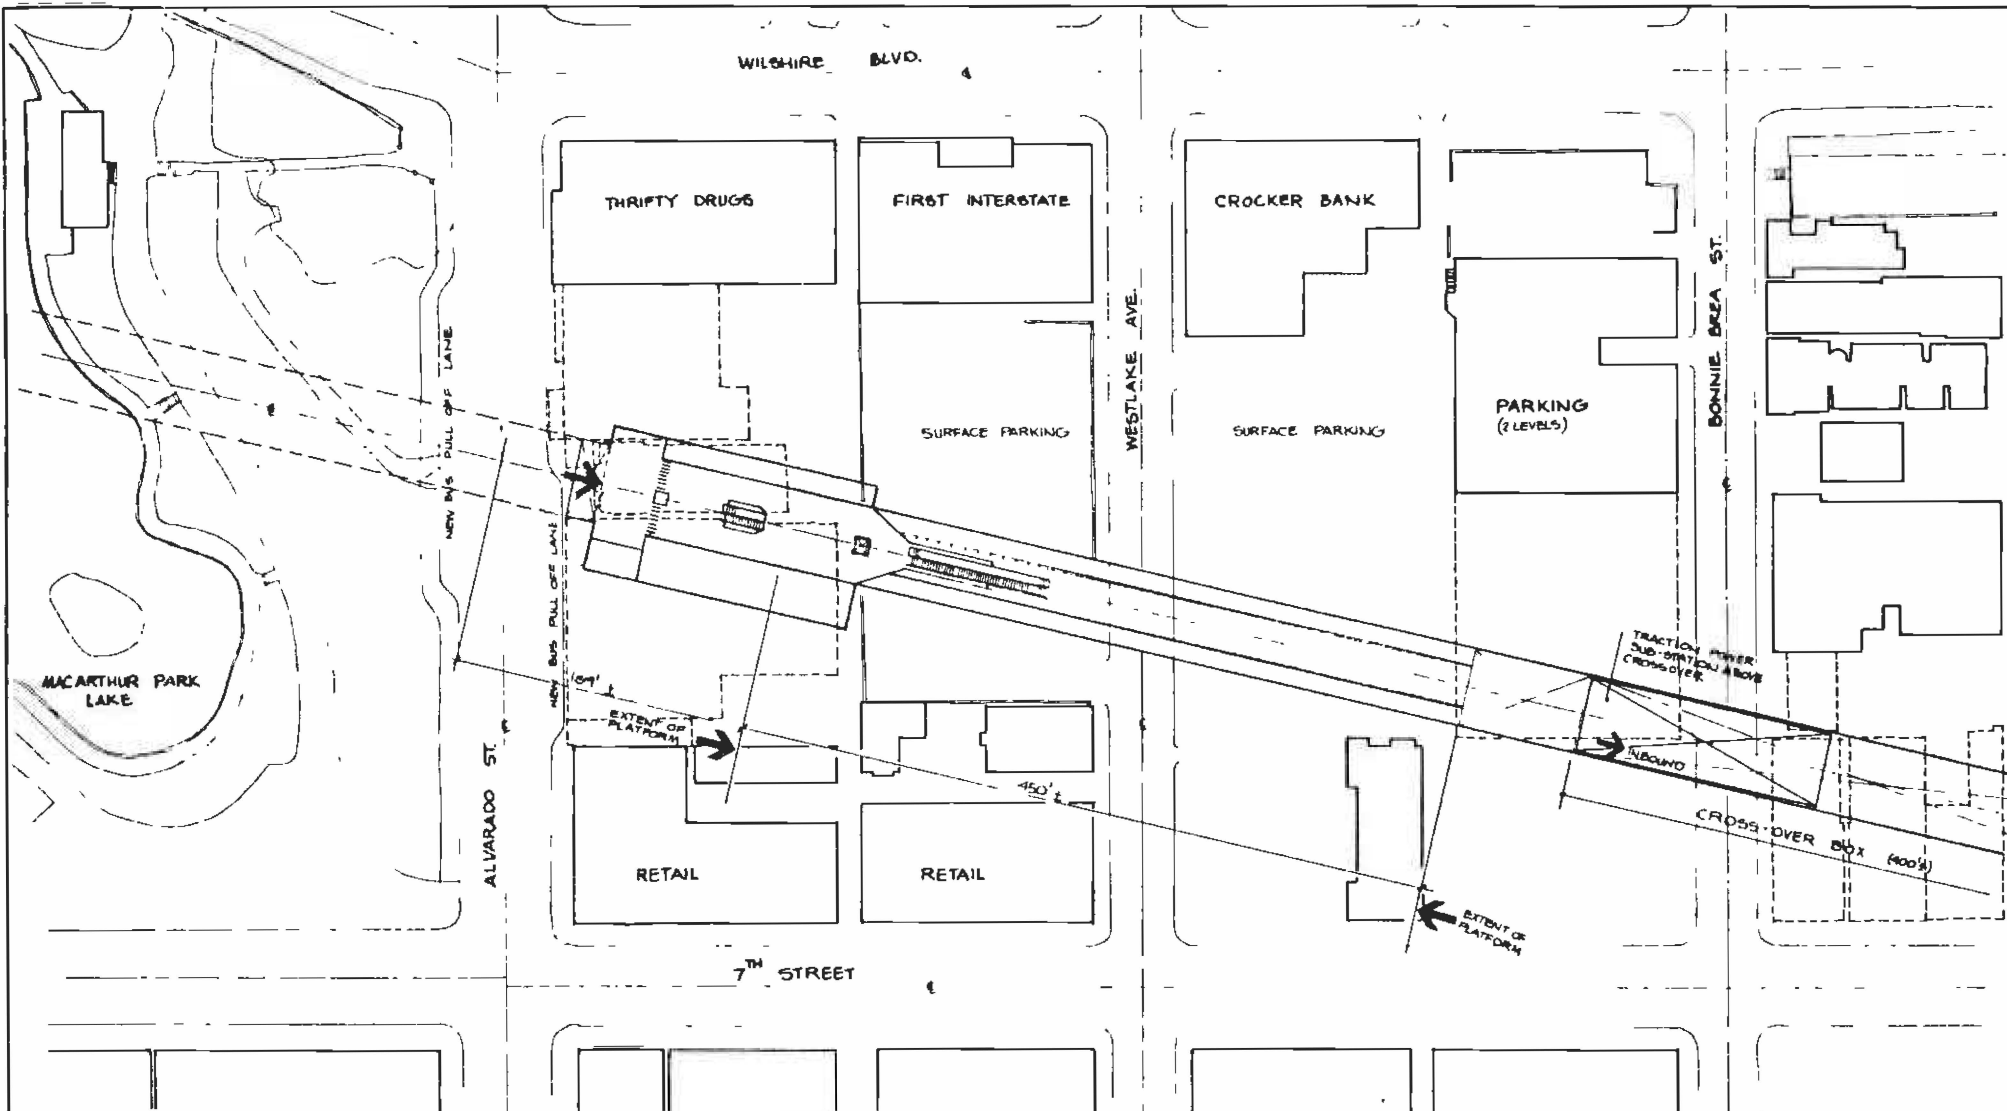 WILSHIRE BLVD.
THRIFTY DRUGS
FIRST INTERSTATE
CROCKER BANK
BONNIE BREA ST.
WESTLAKE AVE.
NEW BUS PULL OFF LANE
PARKING
(2 LEVELS)
SURFACE PARKING
SURFACE PARKING
NEW BUS PULL OFF LANE
TRACTION POWER
SUB-STATION ABOVE
CROSSOVER
MACARTHUR PARK
LAKE
189'±
EXTENT OF
PLATFORM
INBOUND
450'±
CROSS-OVER BOX (400'±)
ALVARADO ST.
RETAIL
RETAIL
EXTENT OF
PLATFORM
7TH STREET